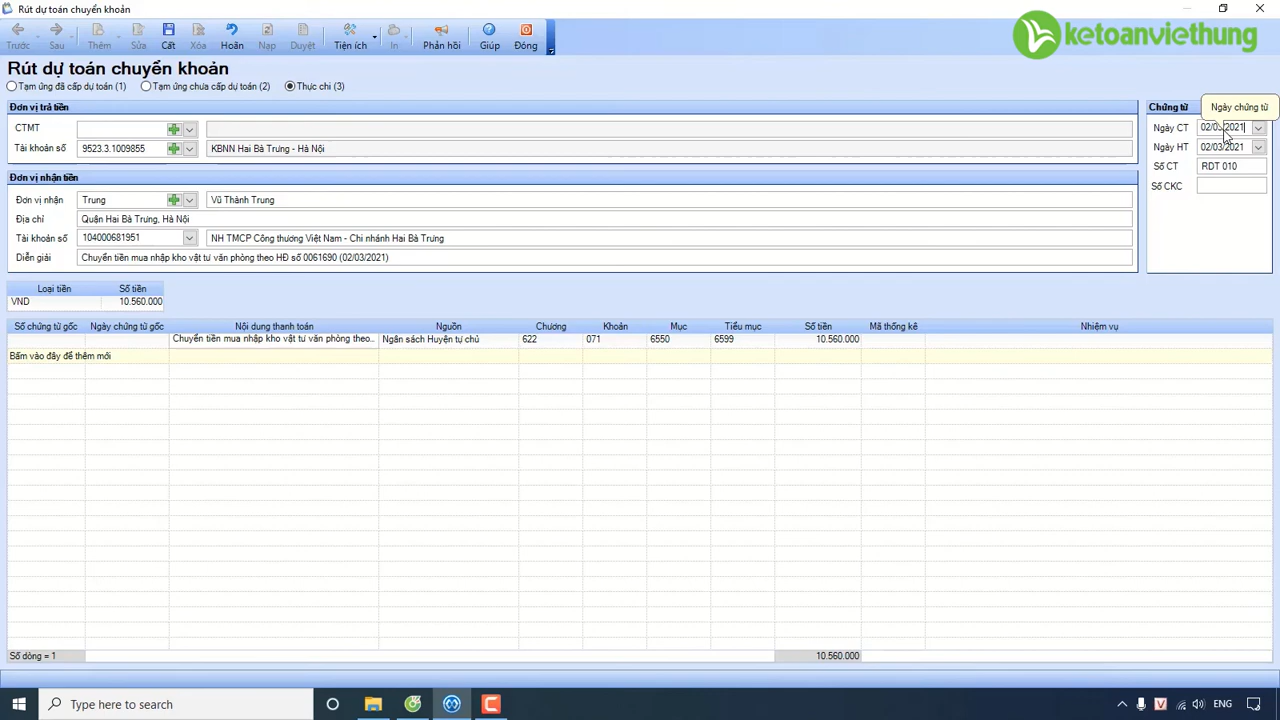 Rút dự toán chuyển khoản
Trước Sau Thêm Sửa Cất Xóa Hoãn Nạp Duyệt Tiện ích In Phản hồi Giúp Đóng
ketoanviethung
Rút dự toán chuyển khoản
Tạm ứng đã cấp dự toán (1) Tạm ứng chưa cấp dự toán (2) Thực chi (3)
Đơn vị trả tiền
CTMT
Tài khoản số 9523.3.1009855 KBNN Hai Bà Trưng - Hà Nội
Đơn vị nhận tiền
Đơn vị nhận Trung Vũ Thành Trung
Địa chỉ Quận Hai Bà Trưng, Hà Nội
Tài khoản số 104000681951 NH TMCP Công thương Việt Nam - Chi nhánh Hai Bà Trưng
Diễn giải Chuyển tiền mua nhập kho vật tư văn phòng theo HĐ số 0061690 (02/03/2021)
Chứng từ Ngày chứng từ
Ngày CT 2021
Ngày HT 02/03/2021
Số CT RDT 010
Số CKC
Loại tiền Số tiền
VND 10.560.000
Số chứng từ gốc Ngày chứng từ gốc Nội dung thanh toán Nguồn Chương Khoản Mục Tiểu mục Số tiền Mã thống kê Nhiệm vụ
Chuyển tiền mua nhập kho vật tư văn phòng theo... Ngân sách Huyện tự chủ 622 071 6550 6599 10.560.000
Bấm vào đây để thêm mới
Số dòng = 1 10.560.000
Type here to search
V ENG